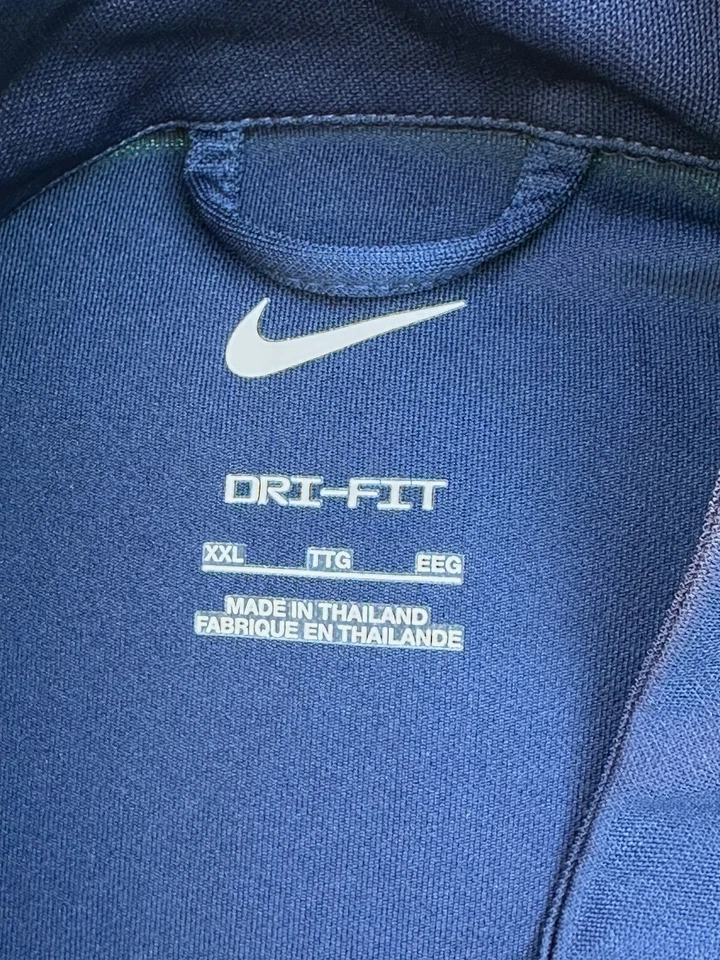 DRI-FIT
XXL TTG EEG
MADE IN THAILAND
FABRIQUE EN THAILANDE